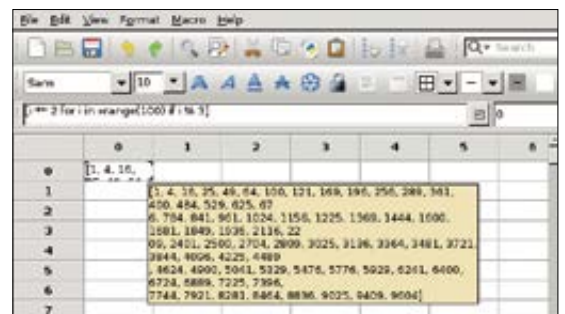 File Edit View Format Macro Help
Search
Sans 10
[i ** 2 for i in xrange(100) if i % 3] 0
0 1 2 3 4 5 6
0 [1, 4, 16,
1 [1, 4, 16, 25, 49, 64, 100, 121, 169, 196, 256, 289, 361,
400, 484, 529, 625, 67
2 6, 784, 841, 961, 1024, 1156, 1225, 1369, 1444, 1600,
3 1681, 1849, 1936, 2116, 22
09, 2401, 2500, 2704, 2809, 3025, 3136, 3364, 3481, 3721,
4 3844, 4096, 4225, 4489
5 , 4624, 4900, 5041, 5329, 5476, 5776, 5929, 6241, 6400,
6724, 6889, 7225, 7396,
6 7744, 7921, 8281, 8464, 8836, 9025, 9409, 9604]
7